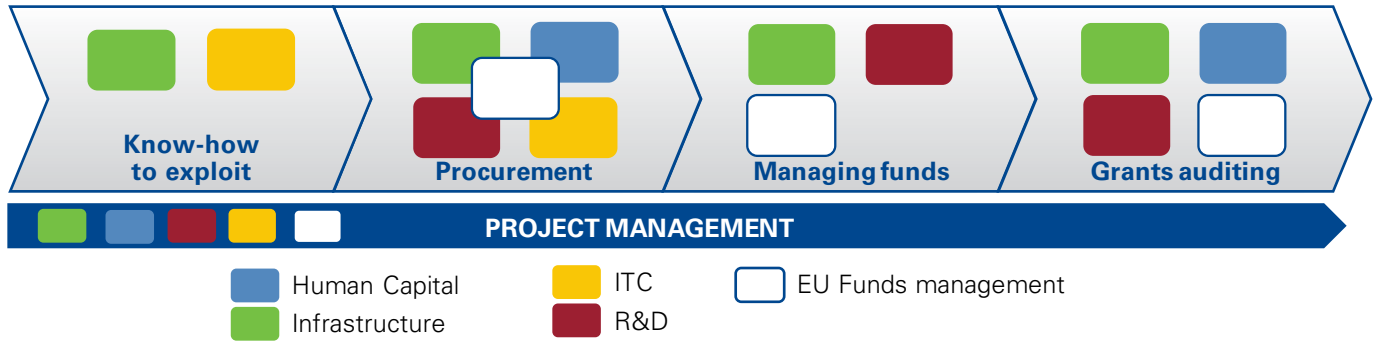 Know-how
to exploit
Procurement
Managing funds
Grants auditing
PROJECT MANAGEMENT
Human Capital
ITC
EU Funds management
Infrastructure
R&D